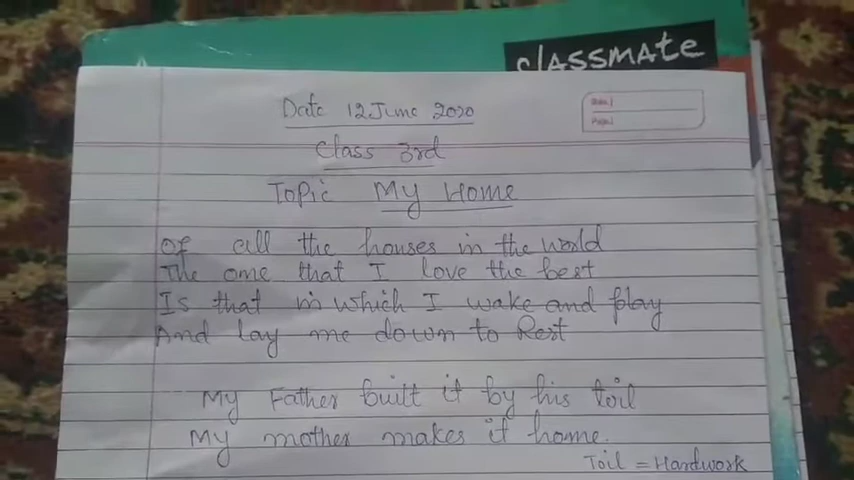 CLASSMATE
Date 12 June 2020
Class 3rd
Topic My Home
Of all the houses in the world
The one that I love the best
Is that in which I wake and play
And lay me down to Rest
My Father built it by his toil
My mother makes it home.
Toil = Hardwork